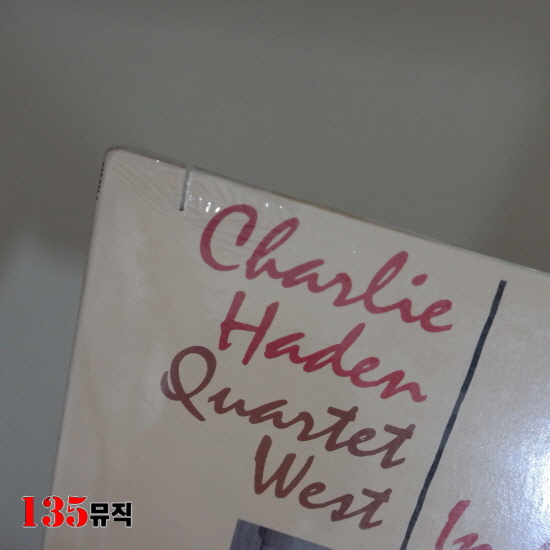 Charlie
Haden
Quartet
West
135뮤직